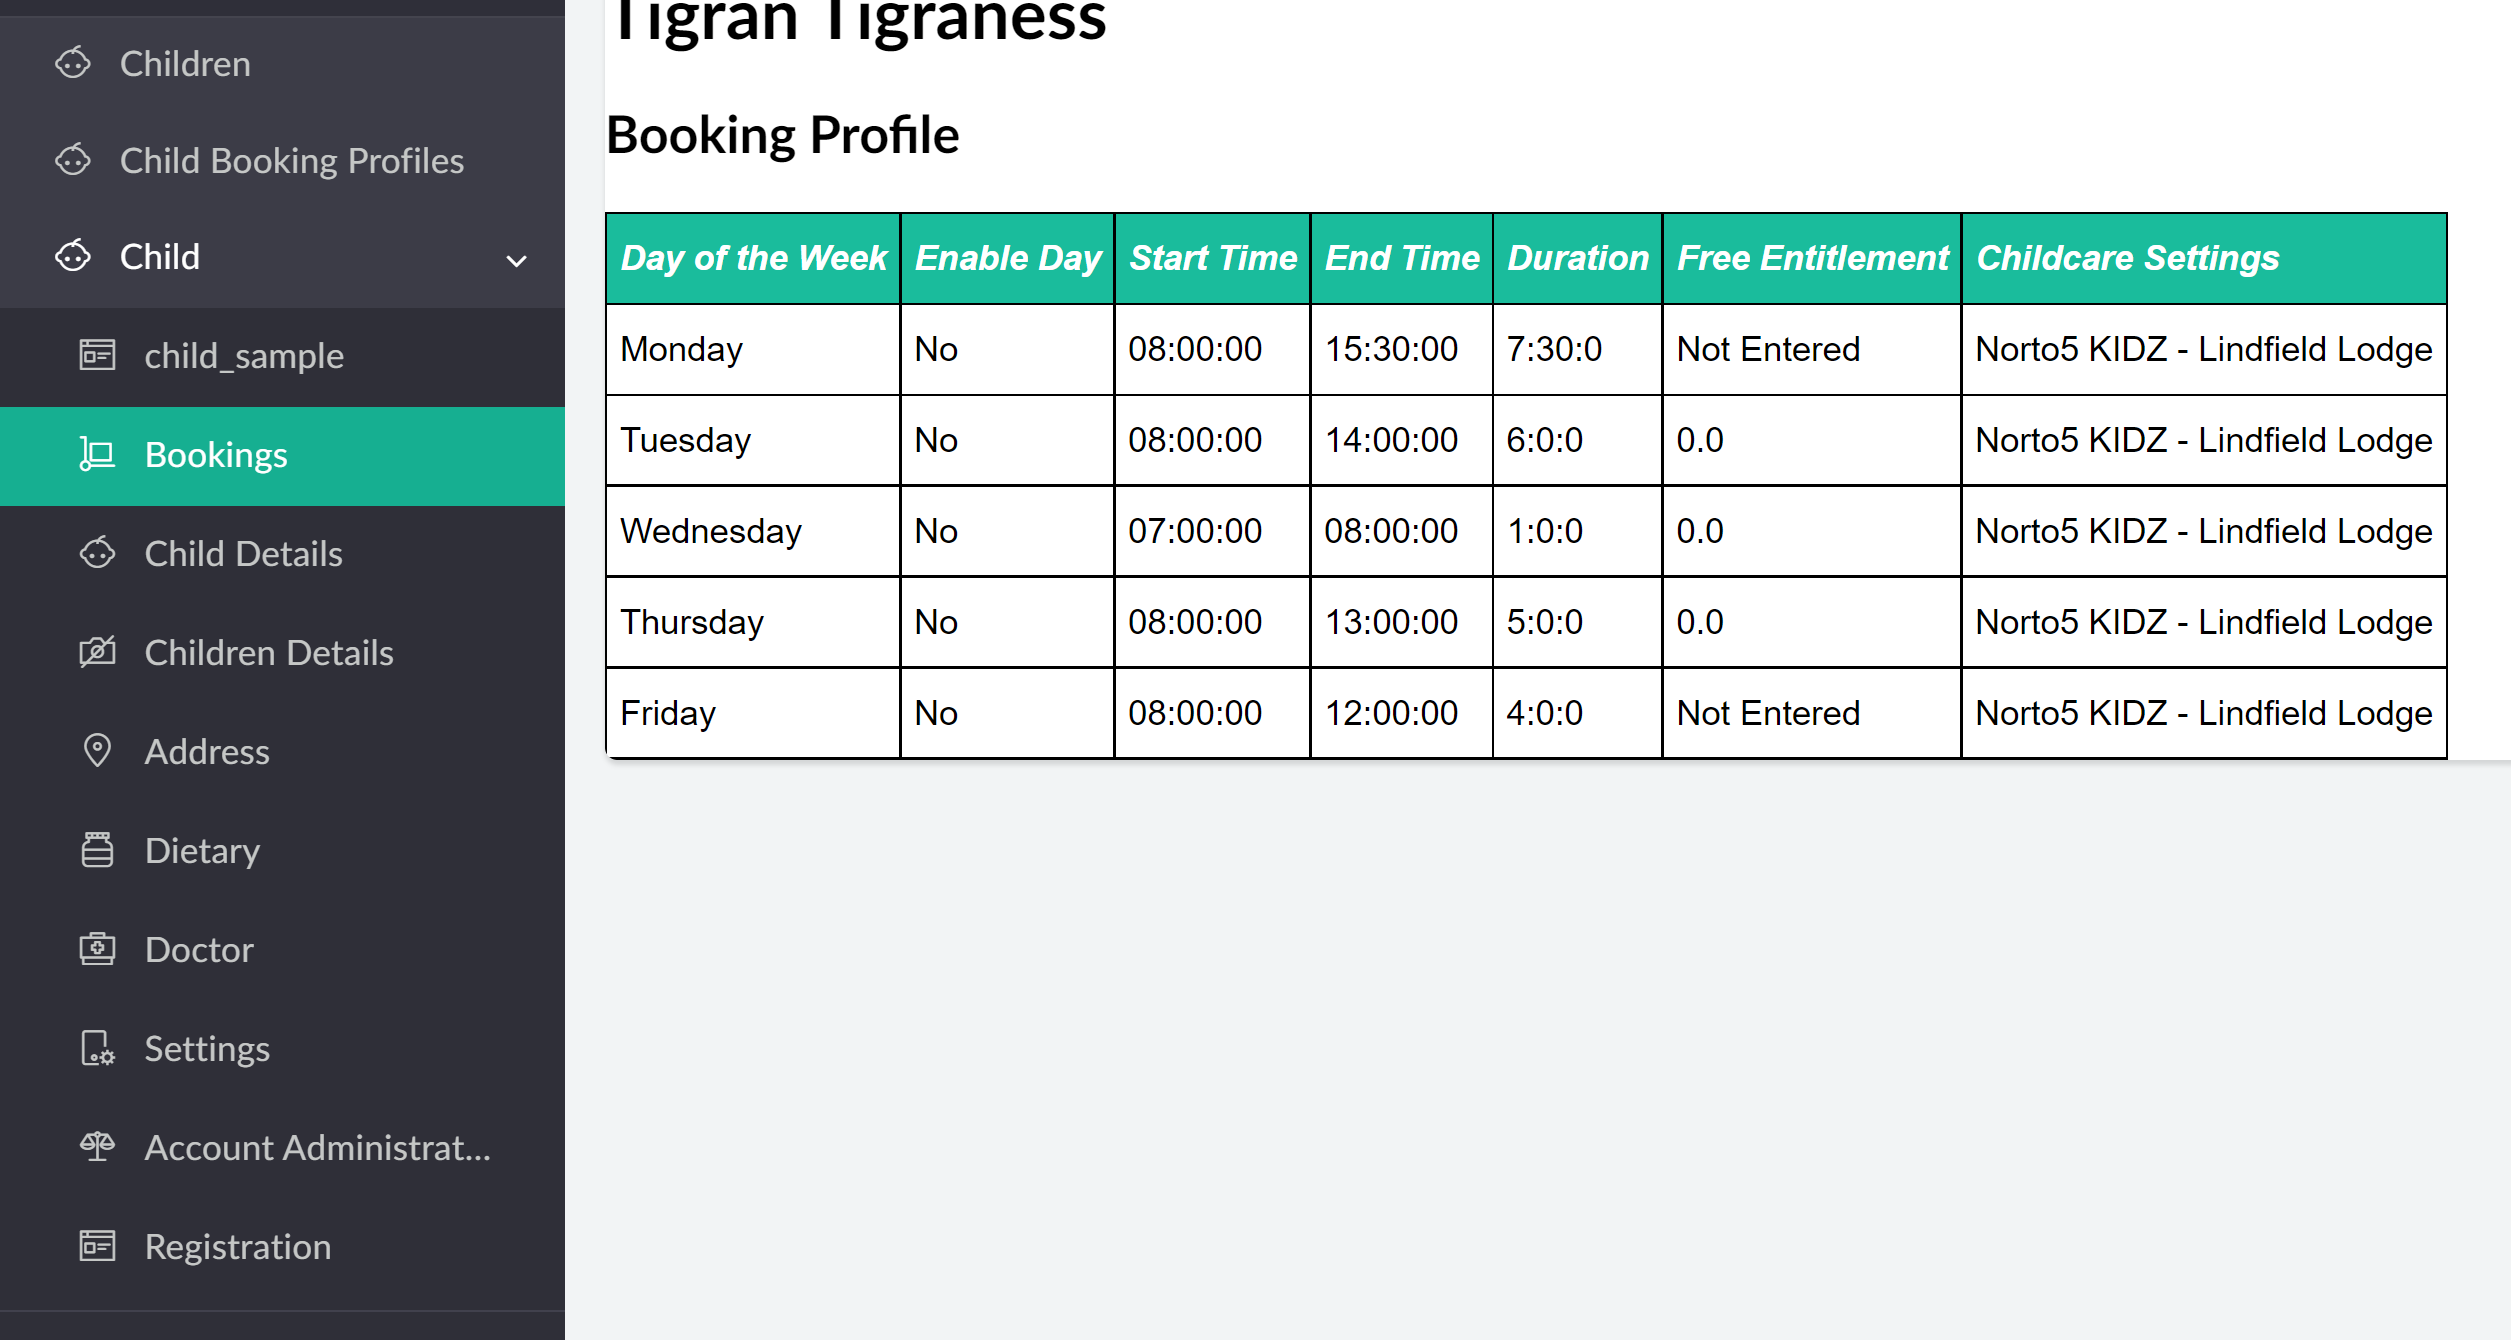 Children
Child Booking Profiles
Child
child_sample
Bookings
Child Details
Children Details
Address
Dietary
Doctor
Settings
Account Administrat...
Registration
Tigran Tigraness
Booking Profile
Day of the Week Enable Day Start Time End Time Duration Free Entitlement Childcare Settings
Monday No 08:00:00 15:30:00 7:30:0 Not Entered Norto5 KIDZ - Lindfield Lodge
Tuesday No 08:00:00 14:00:00 6:0:0 0.0 Norto5 KIDZ - Lindfield Lodge
Wednesday No 07:00:00 08:00:00 1:0:0 0.0 Norto5 KIDZ - Lindfield Lodge
Thursday No 08:00:00 13:00:00 5:0:0 0.0 Norto5 KIDZ - Lindfield Lodge
Friday No 08:00:00 12:00:00 4:0:0 Not Entered Norto5 KIDZ - Lindfield Lodge